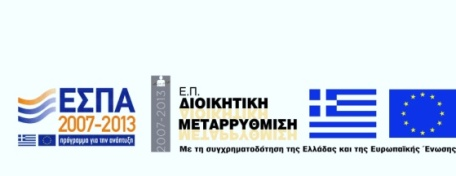 ΕΣΠΑ
2007-2013
πρόγραμμα για την ανάπτυξη
2007-2013
Ε.Π.
ΔΙΟΙΚΗΤΙΚΗ
ΜΕΤΑΡΡΥΘΜΙΣΗ
Με τη συγχρηματοδότηση της Ελλάδας και της Ευρωπαϊκής Ένωσης